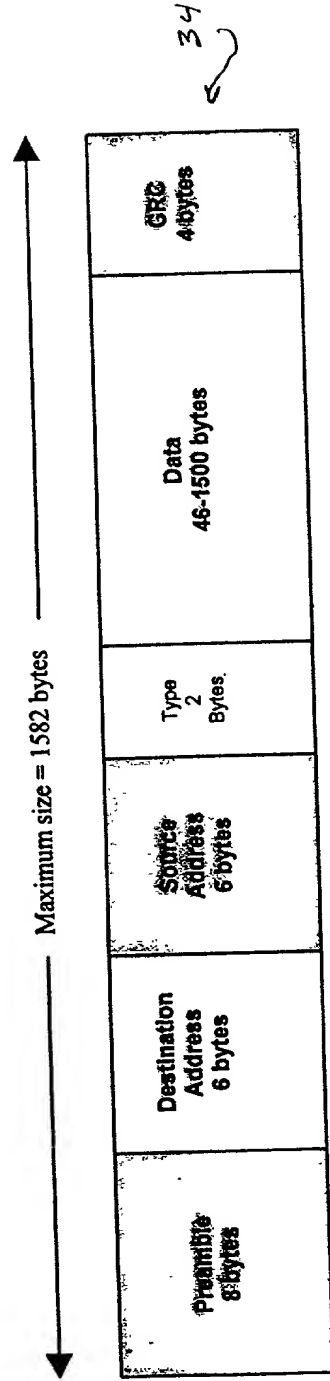 Maximum size = 1582 bytes
Preamble
8 bytes
Destination
Address
6 bytes
Source
Address
6 bytes
Type
2
Bytes.
Data
46-1500 bytes
CRC
4 bytes
34